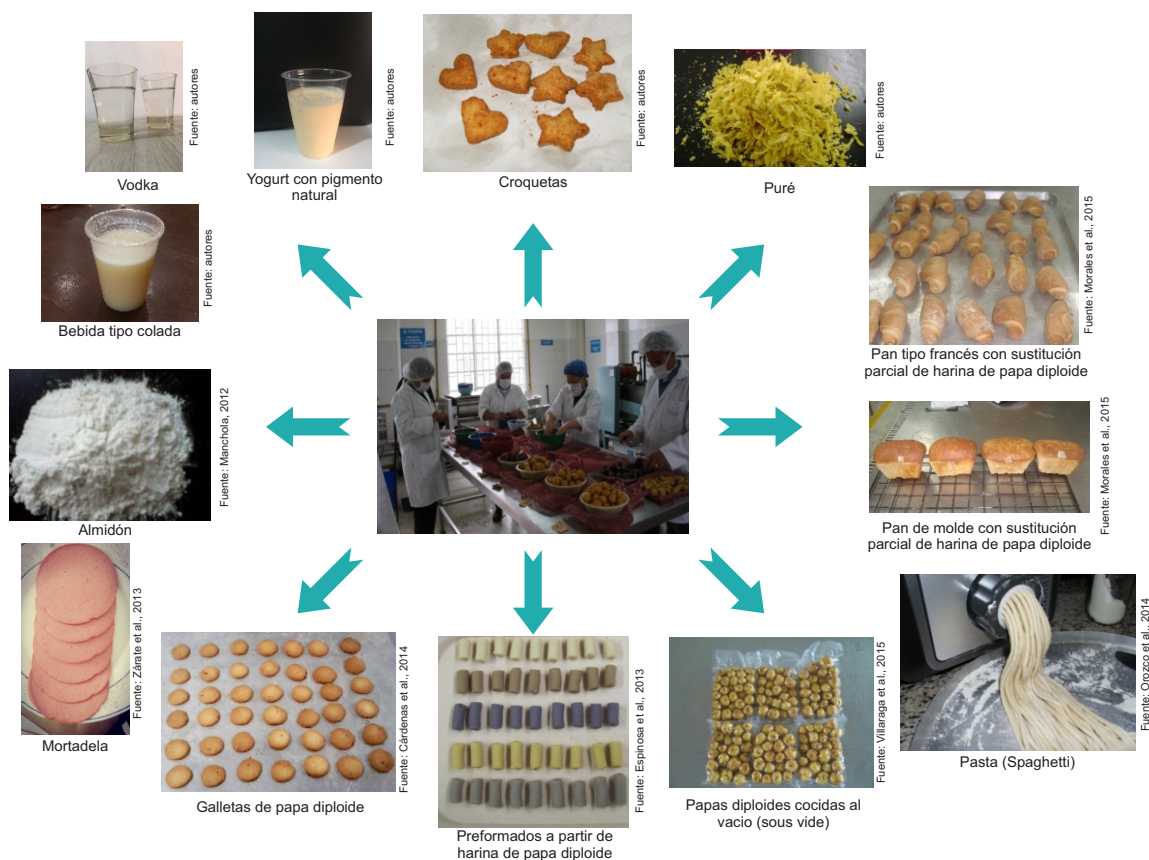 Fuente: autores
Vodka
Fuente: autores
Yogurt con pigmento
natural
Croquetas
Fuente: autores
Puré
Fuente: autores
Bebida tipo colada
Fuente: Morales et al., 2015
Pan tipo francés con sustitución
parcial de harina de papa diploide
Fuente: Manchola, 2012
Almidón
Fuente: Morales et al., 2015
Pan de molde con sustitución
parcial de harina de papa diploide
Fuente: Zárate et al., 2013
Mortadela
Fuente: Cárdenas et al., 2014
Galletas de papa diploide
Fuente: Espinosa et al., 2013
Preformados a partir de
harina de papa diploide
Fuente: Villaraga et al., 2015
Papas diploides cocidas al
vacio (sous vide)
Fuente: Orozco et al., 2014
Pasta (Spaghetti)